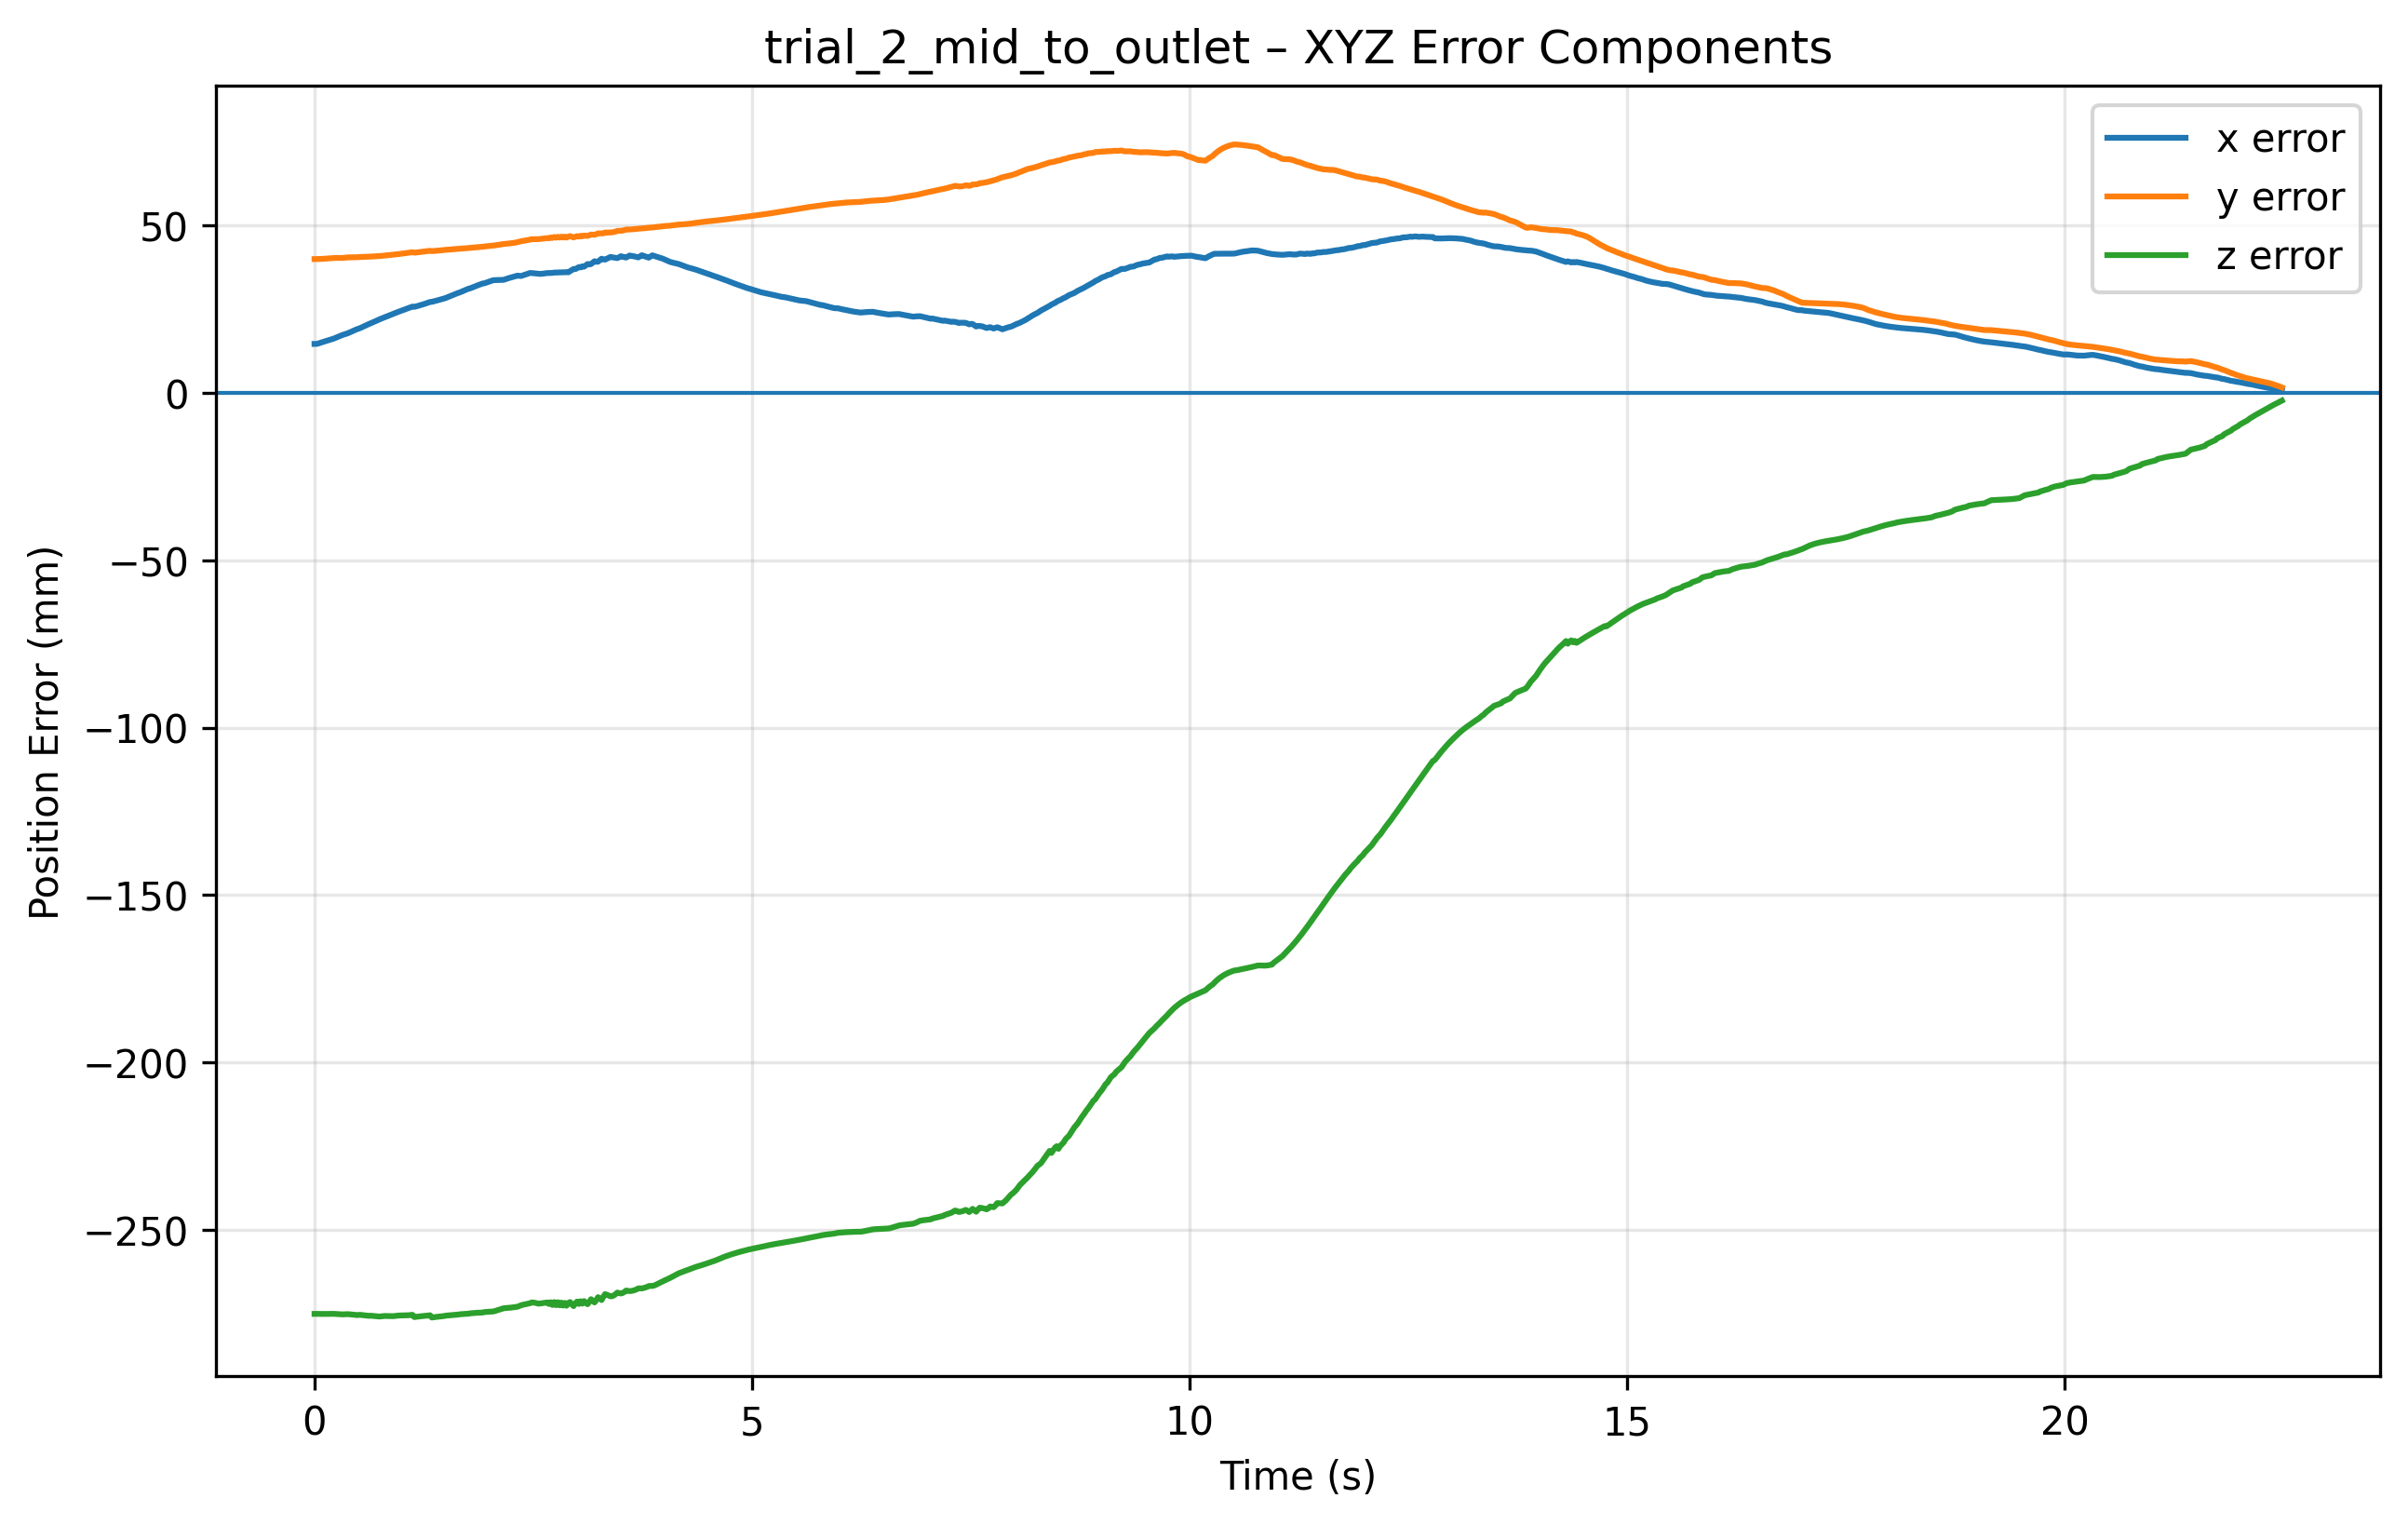 trial_2_mid_to_outlet – XYZ Error Components
x error
y error
z error
Position Error (mm)
50
0
−50
−100
−150
−200
−250
0 5 10 15 20
Time (s)